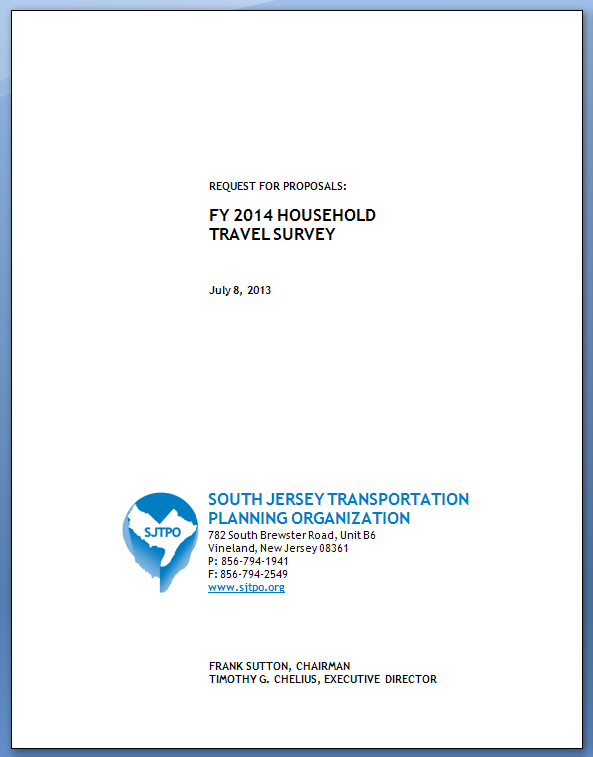 REQUEST FOR PROPOSALS:
FY 2014 HOUSEHOLD
TRAVEL SURVEY
July 8, 2013
SJTPO
SOUTH JERSEY TRANSPORTATION
PLANNING ORGANIZATION
782 South Brewster Road, Unit B6
Vineland, New Jersey 08361
P: 856-794-1941
F: 856-794-2549
www.sjtpo.org
FRANK SUTTON, CHAIRMAN
TIMOTHY G. CHELIUS, EXECUTIVE DIRECTOR